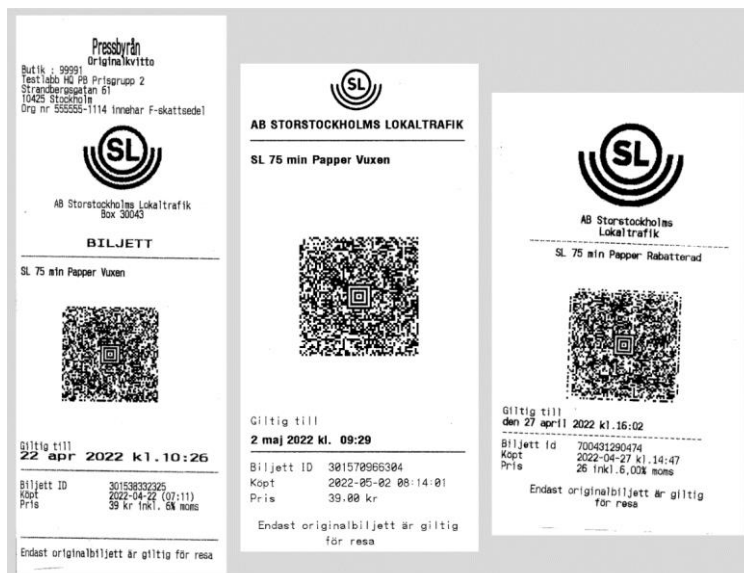 Pressbyrån
Originalkvitto
Butik : 99991
Testlabb HQ PB Prisgrupp 2
Strandbergsgatan 61
10425 Stockholm
Org nr 555555-1114 innehar F-skattsedel
SL
AB Storstockholms Lokaltrafik
Box 30043
BILJETT
SL 75 min Papper Vuxen
Giltig till
22 apr 2022 kl.10:26
Biljett ID 301538332325
Köpt 2022-04-22 (07:11)
Pris 39 kr inkl. 6% moms
Endast originalbiljett är giltig för resa
SL
AB STORSTOCKHOLMS LOKALTRAFIK
SL 75 min Papper Vuxen
Giltig till
2 maj 2022 kl. 09:29
Biljett ID 301570966304
Köpt 2022-05-02 08:14:01
Pris 39.00 kr
Endast originalbiljett är giltig
för resa
SL
AB Storstockholms
Lokaltrafik
SL 75 min Papper Rabatterad
Giltig till
den 27 april 2022 kl.16:02
Biljett id 700431290474
Köpt 2022-04-27 kl.14:47
Pris 26 inkl.6,00% moms
Endast originalbiljett är giltig
för resa